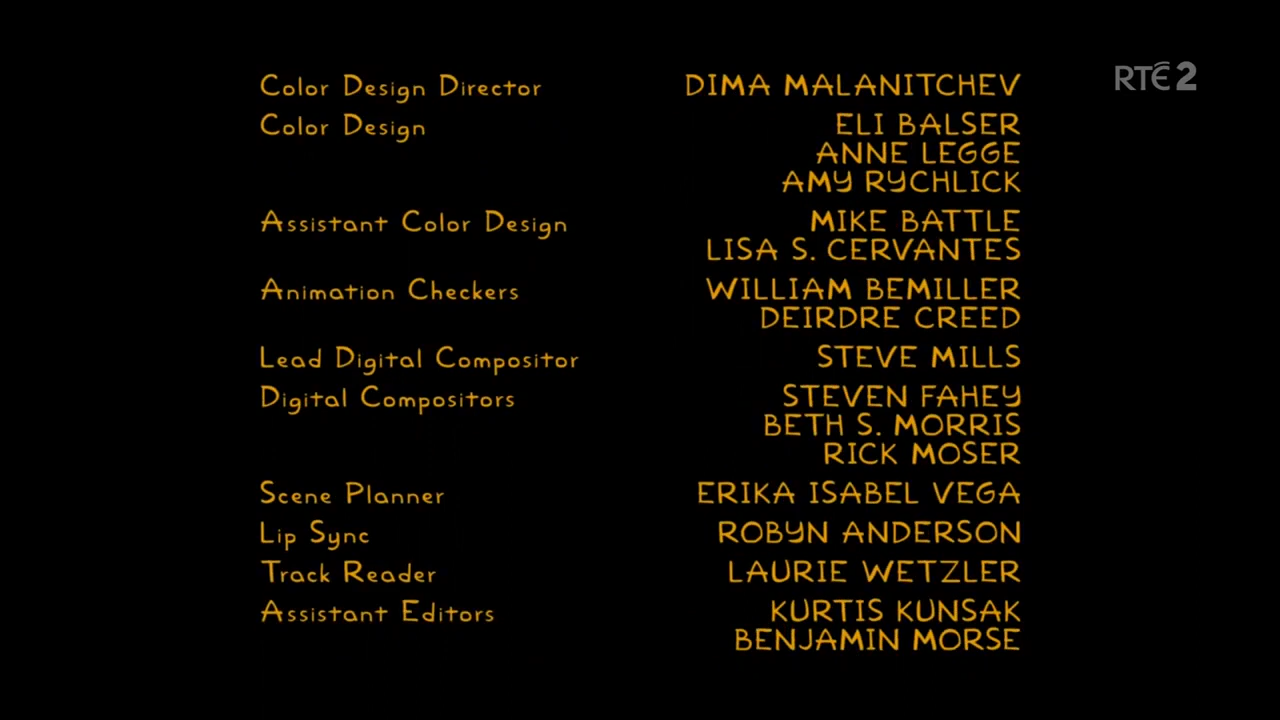 RTÉ2
Color Design Director DIMA MALANITCHEV
Color Design ELI BALSER
ANNE LEGGE
AMY RYCHLICK
Assistant Color Design MIKE BATTLE
LISA S. CERVANTES
Animation Checkers WILLIAM BEMILLER
DEIRDRE CREED
Lead Digital Compositor STEVE MILLS
Digital Compositors STEVEN FAHEY
BETH S. MORRIS
RICK MOSER
Scene Planner ERIKA ISABEL VEGA
Lip Sync ROBYN ANDERSON
Track Reader LAURIE WETZLER
Assistant Editors KURTIS KUNSAK
BENJAMIN MORSE